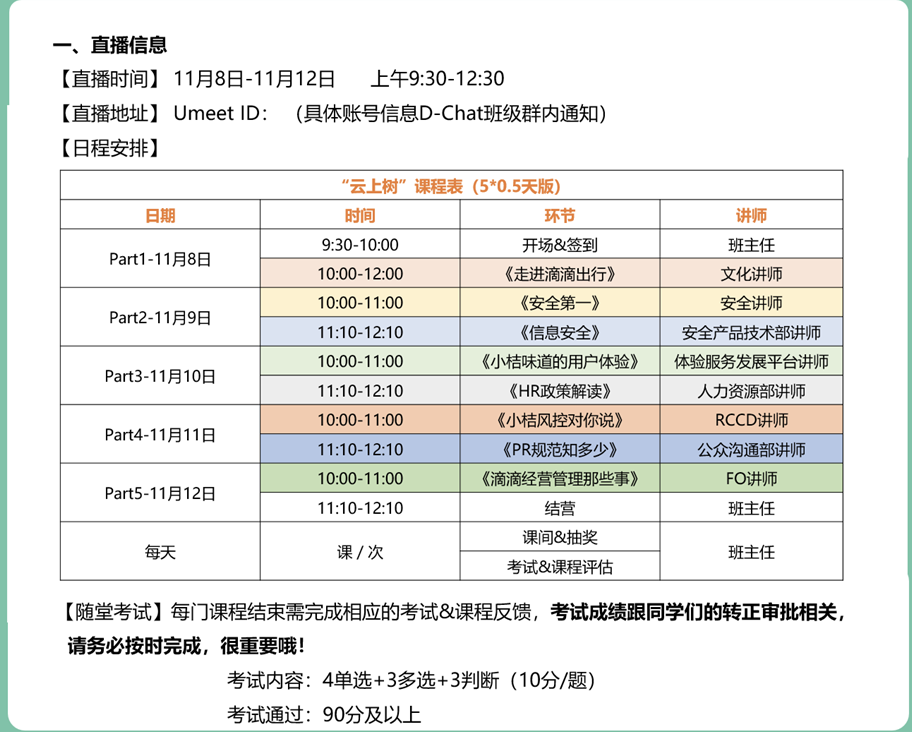 一、直播信息
【直播时间】 11月8日-11月12日 上午9:30-12:30
【直播地址】 Umeet ID： （具体账号信息D-Chat班级群内通知）
【日程安排】
“云上树”课程表（5*0.5天版）
日期 时间 环节 讲师
Part1-11月8日 9:30-10:00 开场&签到 班主任
10:00-12:00 《走进滴滴出行》 文化讲师
Part2-11月9日 10:00-11:00 《安全第一》 安全讲师
11:10-12:10 《信息安全》 安全产品技术部讲师
Part3-11月10日 10:00-11:00 《小桔味道的用户体验》 体验服务发展平台讲师
11:10-12:10 《HR政策解读》 人力资源部讲师
Part4-11月11日 10:00-11:00 《小桔风控对你说》 RCCD讲师
11:10-12:10 《PR规范知多少》 公众沟通部讲师
Part5-11月12日 10:00-11:00 《滴滴经营管理那些事》 FO讲师
11:10-12:10 结营 班主任
每天 课 / 次 课间&抽奖 班主任
考试&课程评估
【随堂考试】每门课程结束需完成相应的考试&课程反馈，考试成绩跟同学们的转正审批相关，
请务必按时完成，很重要哦！
考试内容：4单选+3多选+3判断（10分/题）
考试通过：90分及以上